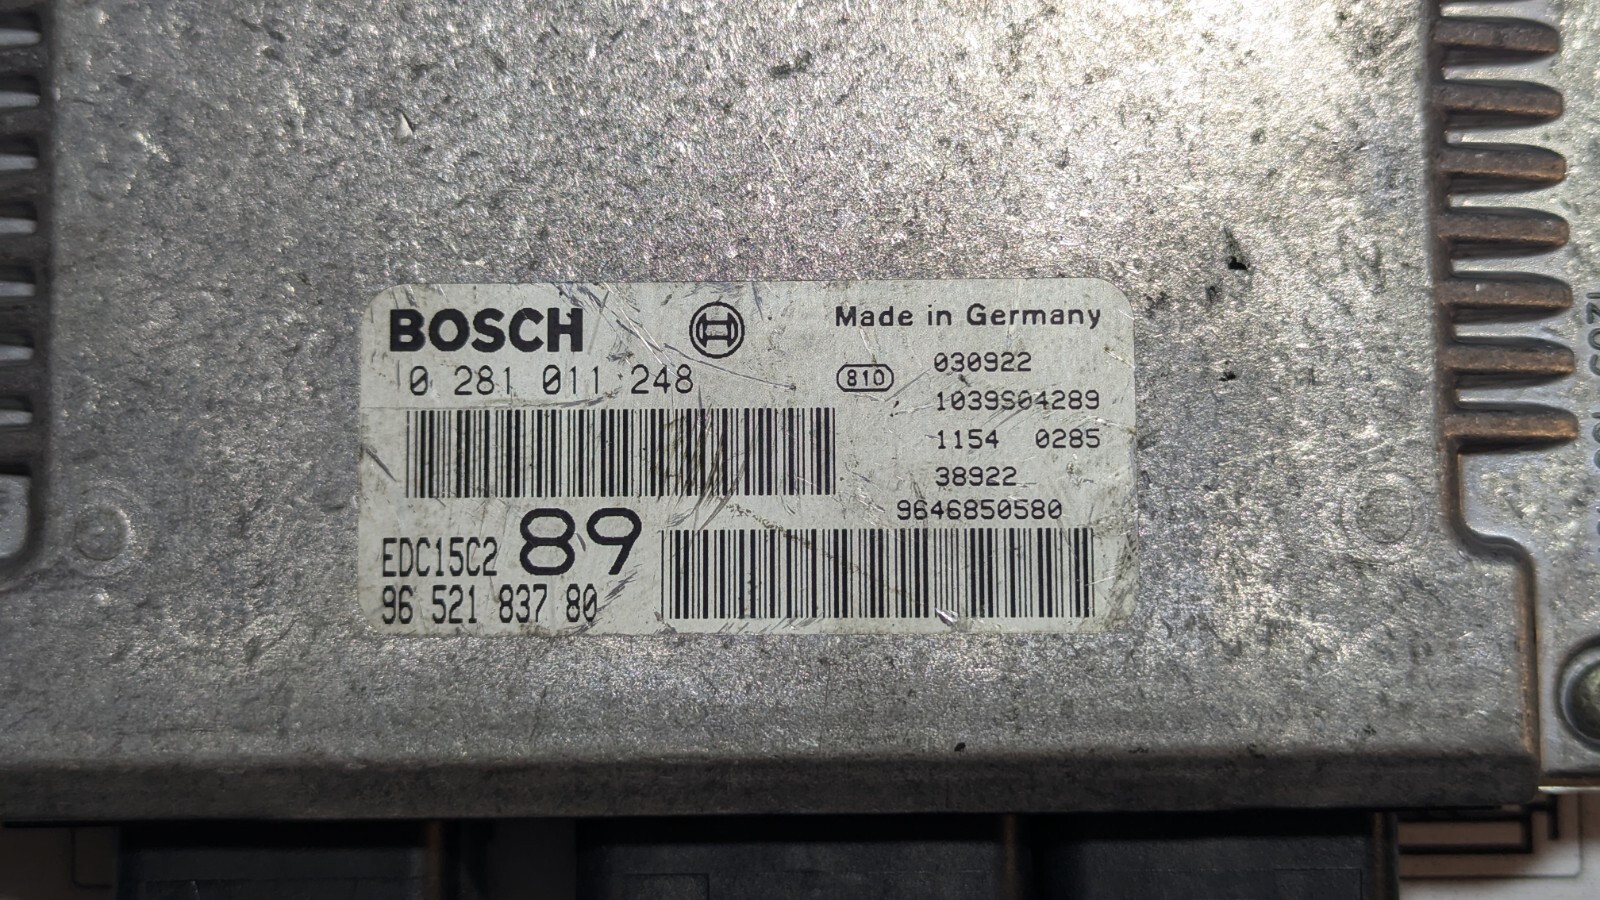 BOSCH
Made in Germany
0 281 011 248
810
030922
1039S04289
1154 0285
38922
9646850580
EDC15C2 89
96 521 837 80